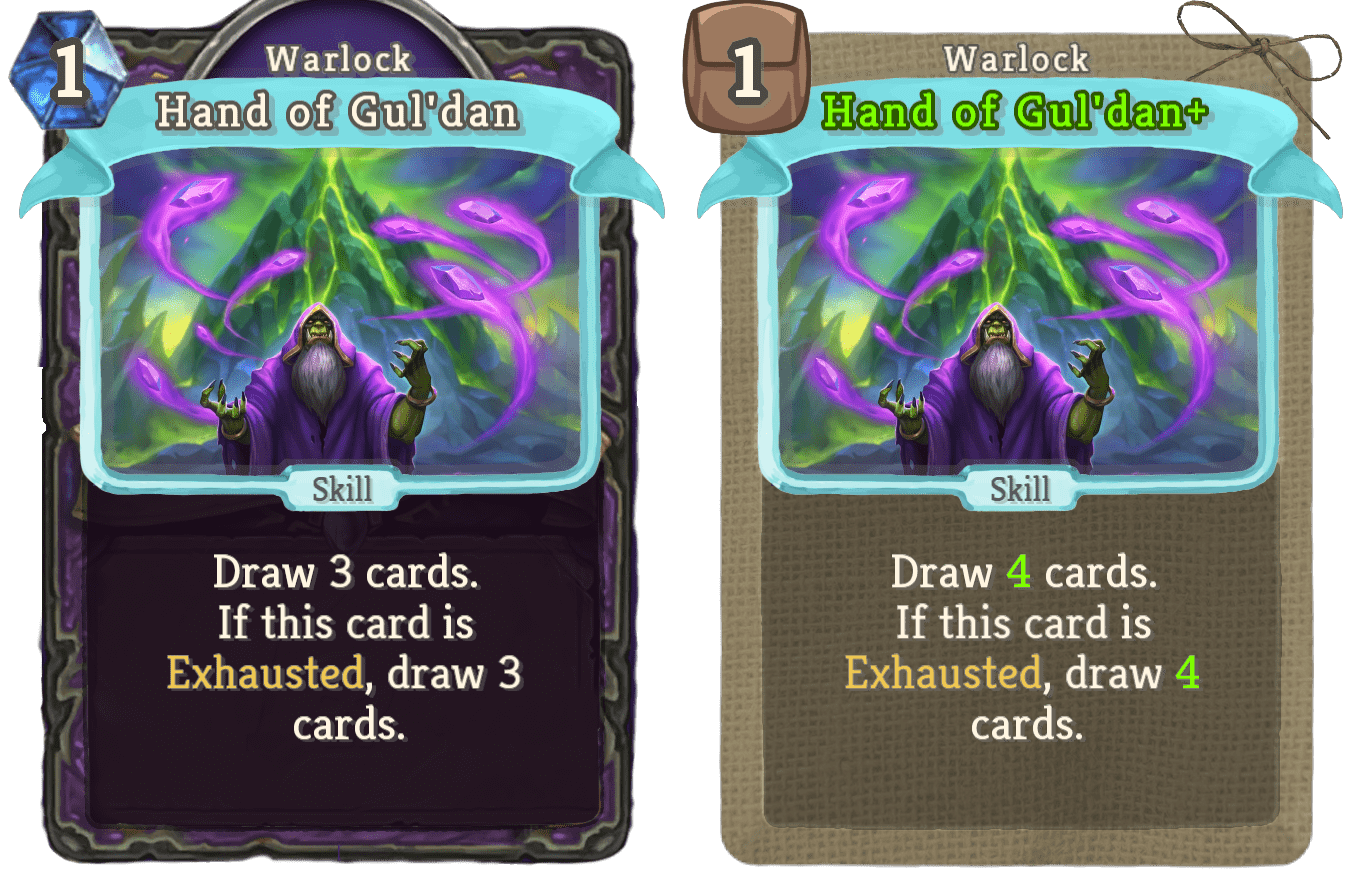 1
Warlock
Hand of Gul'dan
Skill
Draw 3 cards.
If this card is
Exhausted, draw 3
cards.
1
Warlock
Hand of Gul'dan+
Skill
Draw 4 cards.
If this card is
Exhausted, draw 4
cards.